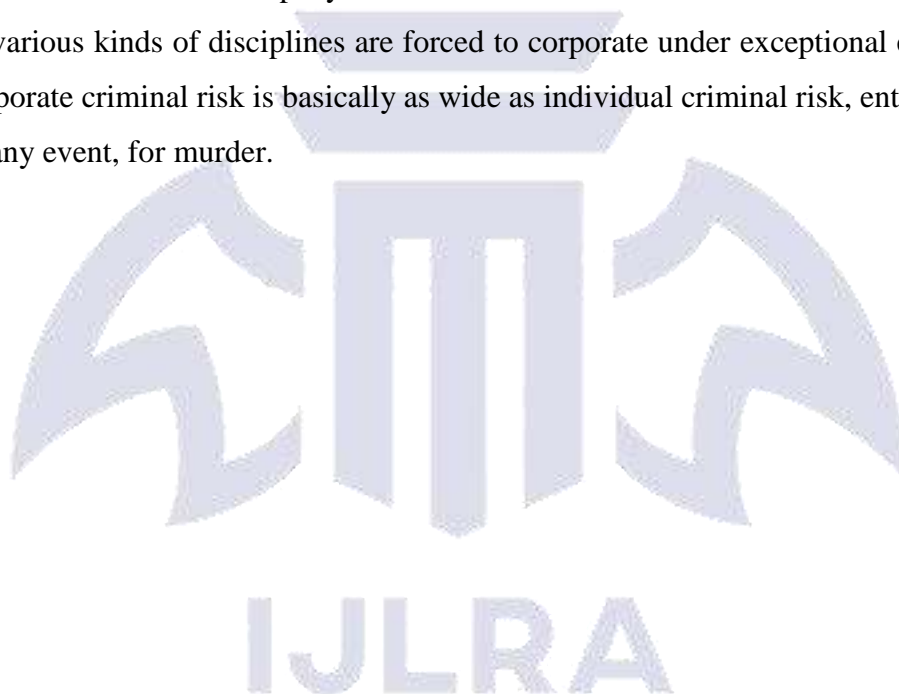 various kinds of disciplines are forced to corporate under exceptional
porate criminal risk is basically as wide as individual criminal risk,
any event, for murder.
IJLRA